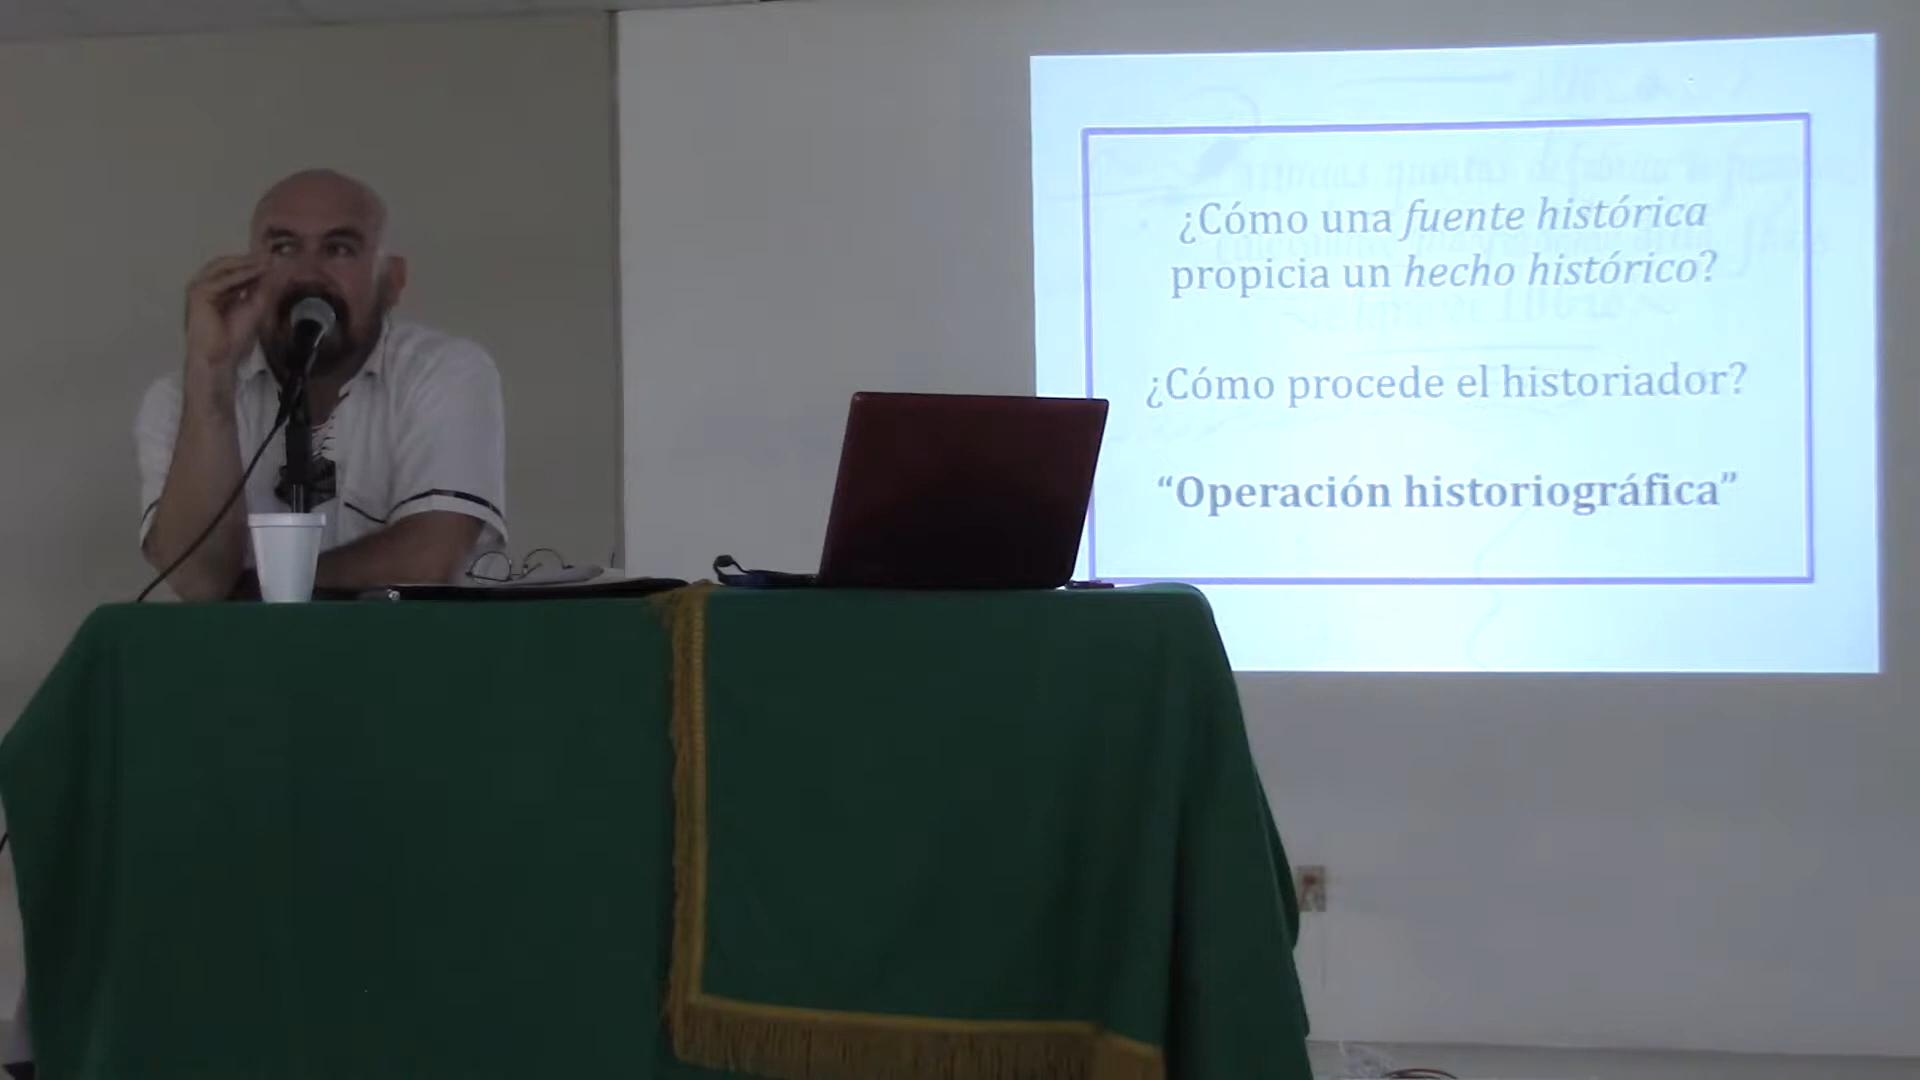 ¿Cómo una fuente histórica
propicia un hecho histórico?
¿Cómo procede el historiador?
“Operación historiográfica”